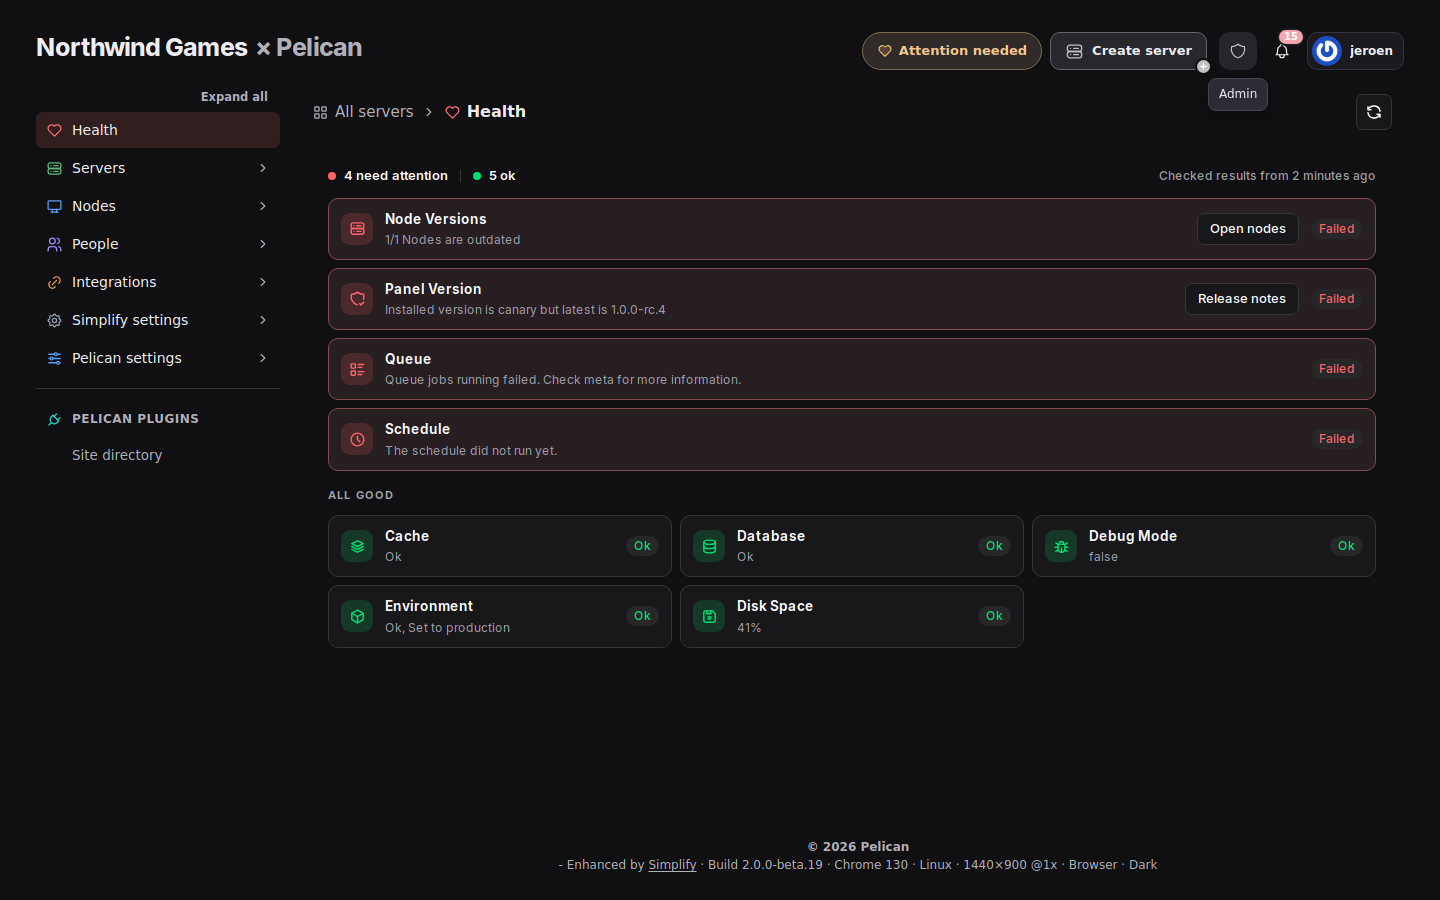 Northwind Games × Pelican
Attention needed
Create server
15
jeroen
Admin
Expand all
Health
Servers
Nodes
People
Integrations
Simplify settings
Pelican settings
PELICAN PLUGINS
Site directory
All servers
Health
4 need attention
5 ok
Checked results from 2 minutes ago
Node Versions
1/1 Nodes are outdated
Open nodes
Failed
Panel Version
Installed version is canary but latest is 1.0.0-rc.4
Release notes
Failed
Queue
Queue jobs running failed. Check meta for more information.
Failed
Schedule
The schedule did not run yet.
Failed
ALL GOOD
Cache
Ok
Ok
Database
Ok
Ok
Debug Mode
false
Ok
Environment
Ok, Set to production
Ok
Disk Space
41%
Ok
© 2026 Pelican
- Enhanced by Simplify · Build 2.0.0-beta.19 · Chrome 130 · Linux · 1440×900 @1x · Browser · Dark